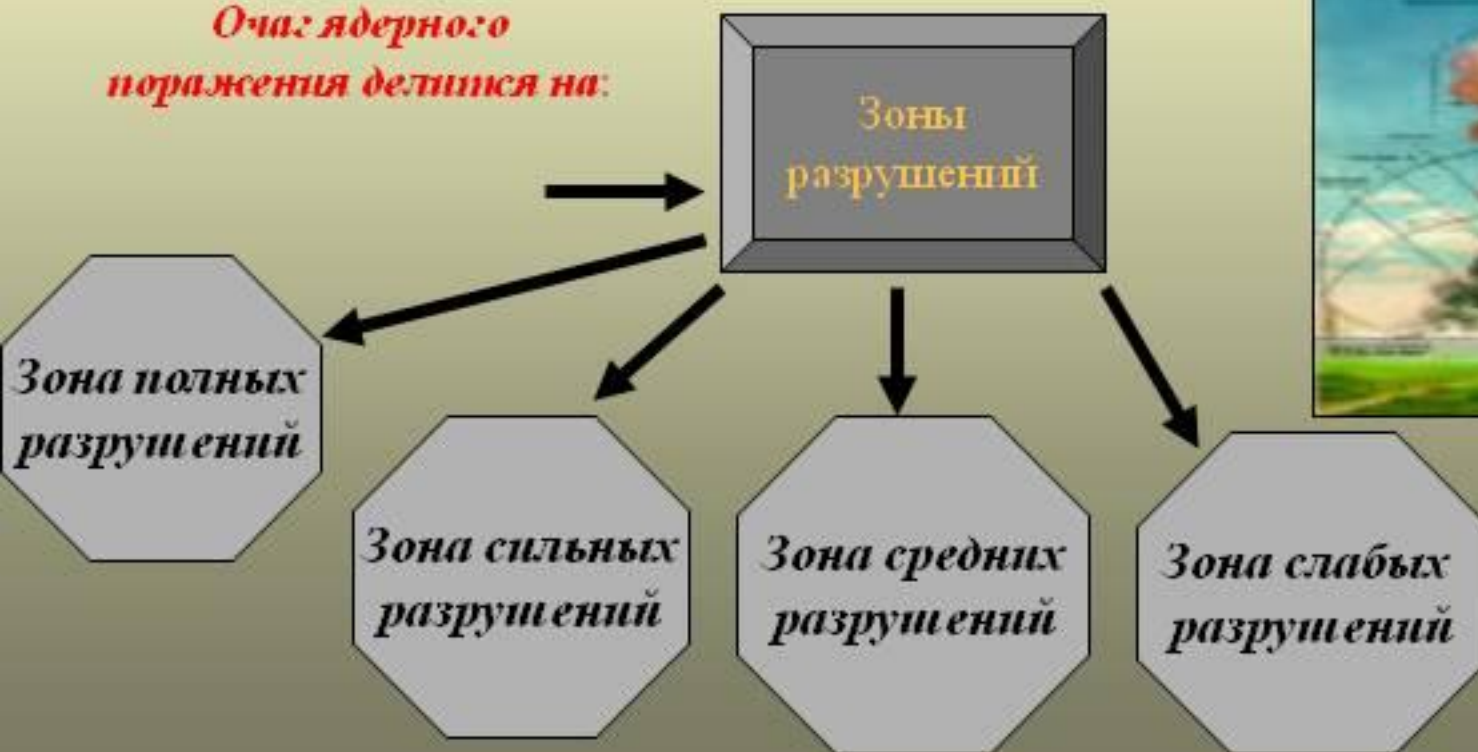 Очаг ядерного
поражения делится на:
Зоны
разрушений
Зона полных
разрушений
Зона сильных
разрушений
Зона средних
разрушений
Зона слабых
разрушений